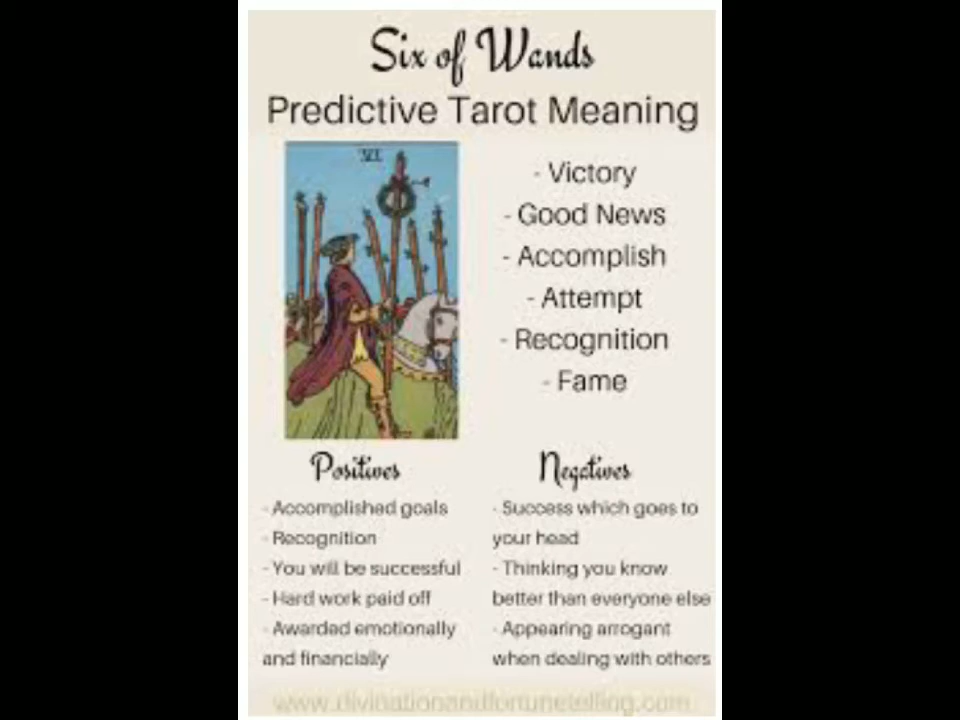 Six of Wands
Predictive Tarot Meaning
VI
- Victory
- Good News
- Accomplish
- Attempt
- Recognition
- Fame
Positives
- Accomplished goals
- Recognition
- You will be successful
- Hard work paid off
- Awarded emotionally
and financially
Negatives
- Success which goes to
your head
- Thinking you know
better than everyone else
- Appearing arrogant
when dealing with others
www.divinationandfortunetelling.com